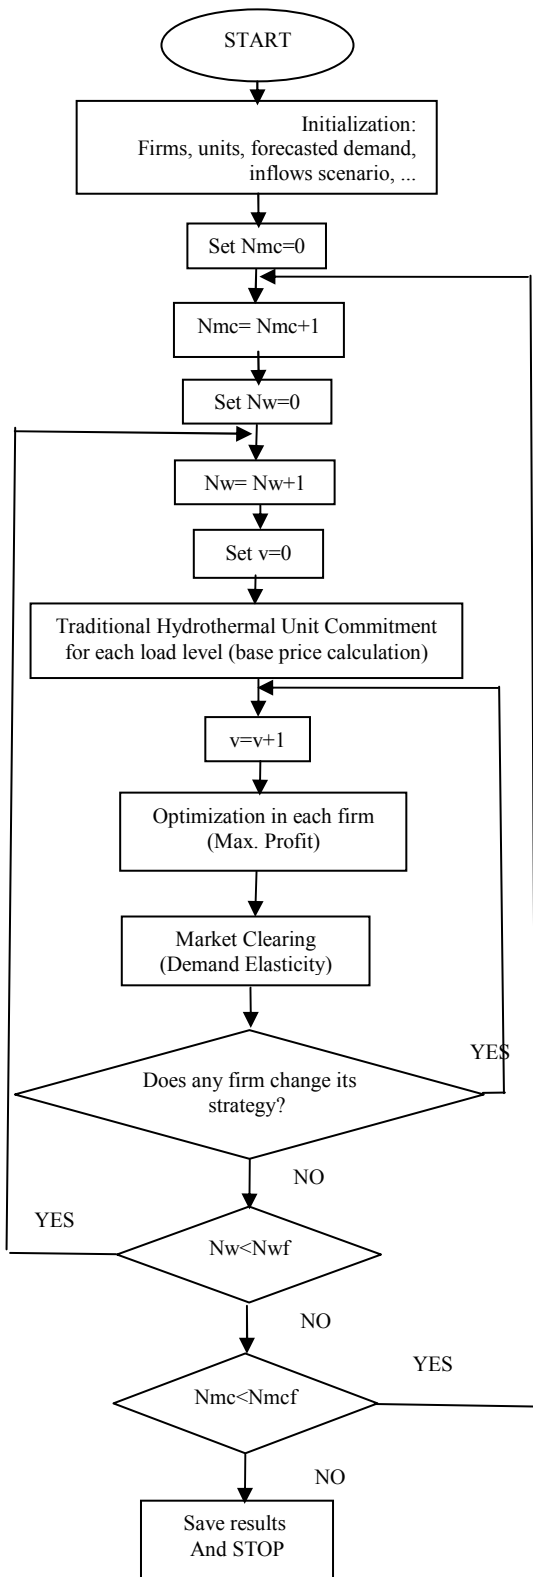 START
Initialization:
Firms, units, forecasted demand,
inflows scenario, ...
Set Nmc=0
Nmc= Nmc+1
Set Nw=0
Nw= Nw+1
Set v=0
Traditional Hydrothermal Unit Commitment
for each load level (base price calculation)
v=v+1
Optimization in each firm
(Max. Profit)
Market Clearing
(Demand Elasticity)
YES
Does any firm change its
strategy?
NO
YES
Nw<Nwf
NO
YES
Nmc<Nmcf
NO
Save results
And STOP